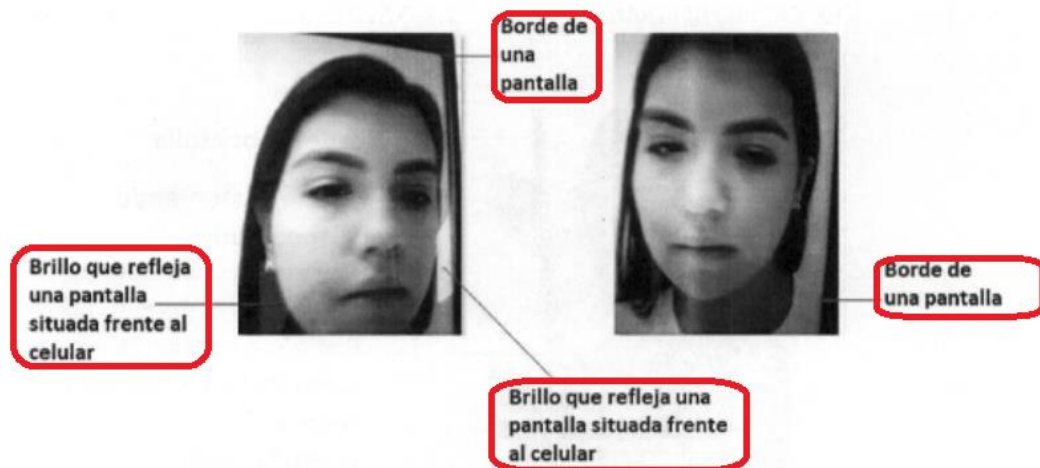 Borde de
una
pantalla
Brillo que refleja
una pantalla
situada frente al
celular
Borde de
una pantalla
Brillo que refleja una
pantalla situada frente
al celular